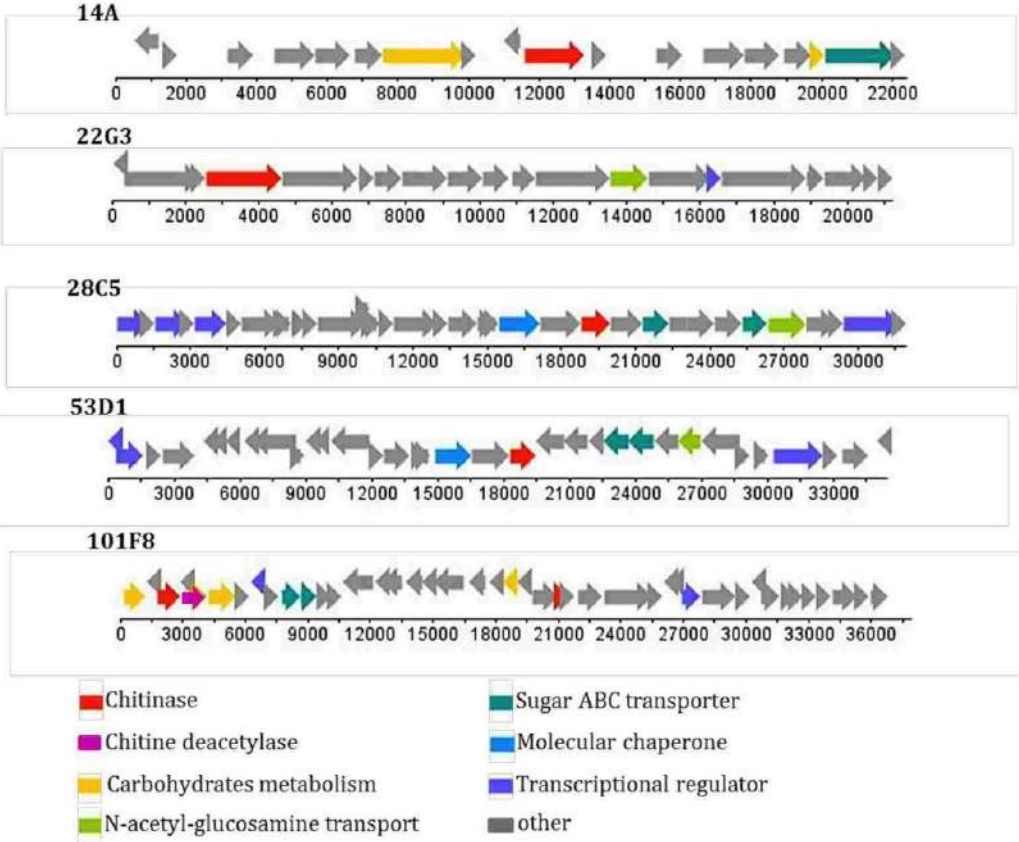 14A
0 2000 4000 6000 8000 10000 12000 14000 16000 18000 20000 22000
22G3
0 2000 4000 6000 8000 10000 12000 14000 16000 18000 20000
28C5
0 3000 6000 9000 12000 15000 18000 21000 24000 27000 30000
53D1
0 3000 6000 9000 12000 15000 18000 21000 24000 27000 30000 33000
101F8
0 3000 6000 9000 12000 15000 18000 21000 24000 27000 30000 33000 36000
Chitinase Sugar ABC transporter
Chitine deacetylase Molecular chaperone
Carbohydrates metabolism Transcriptional regulator
N-acetyl-glucosamine transport other